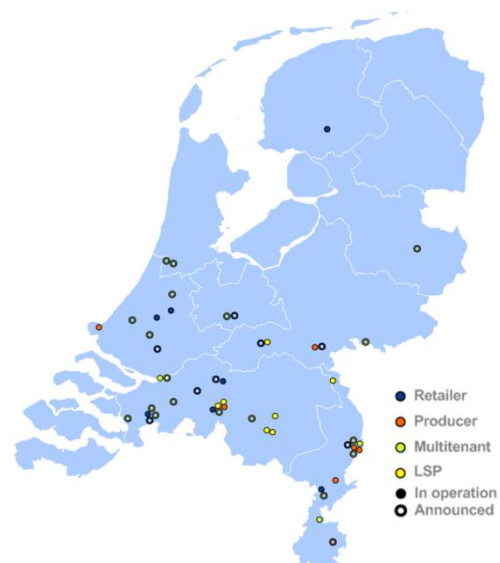 Retailer
Producer
Multitenant
LSP
In operation
Announced